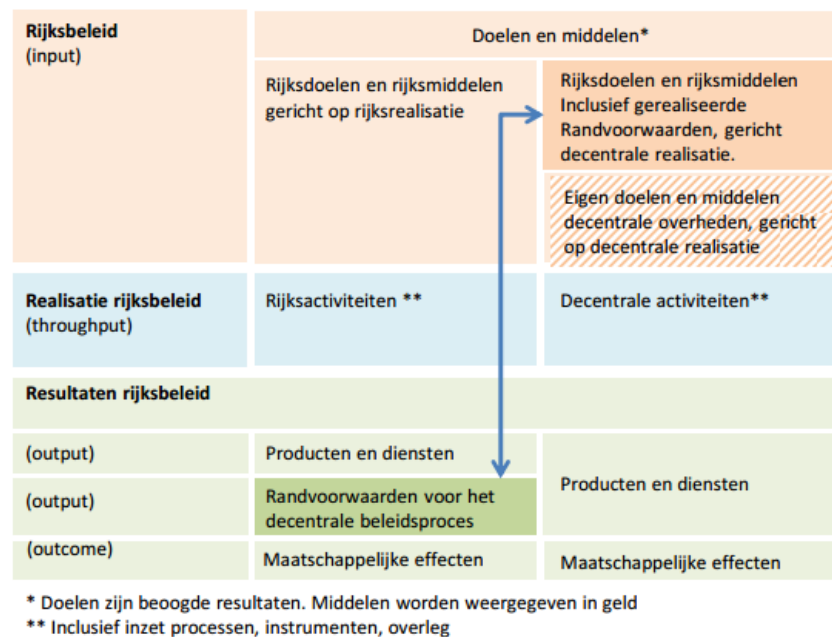 Rijksbeleid
(input)
Doelen en middelen*
Rijksdoelen en rijksmiddelen
gericht op rijksrealisatie
Rijksdoelen en rijksmiddelen
Inclusief gerealiseerde
Randvoorwaarden, gericht
decentrale realisatie.
Eigen doelen en middelen
decentrale overheden, gericht
op decentrale realisatie
Realisatie rijksbeleid
(throughput)
Rijksactiviteiten **
Decentrale activiteiten**
Resultaten rijksbeleid
(output)
Producten en diensten
(output)
Randvoorwaarden voor het
decentrale beleidsproces
Producten en diensten
(outcome)
Maatschappelijke effecten
Maatschappelijke effecten
* Doelen zijn beoogde resultaten. Middelen worden weergegeven in geld
** Inclusief inzet processen, instrumenten, overleg